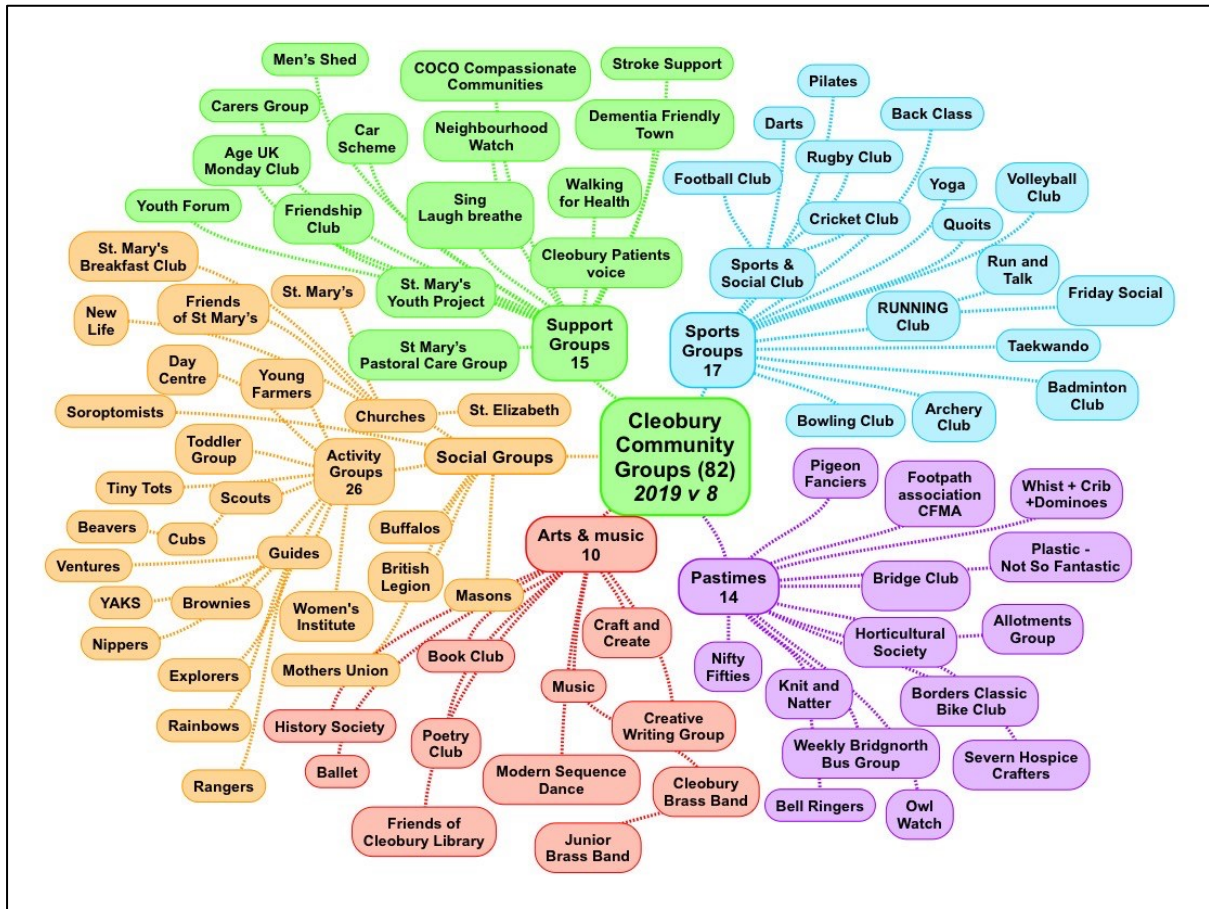 Cleobury
Community
Groups (82)
2019 v 8
Support
Groups
15
Men's Shed
COCO Compassionate
Communities
Stroke Support
Carers Group
Car
Scheme
Neighbourhood
Watch
Dementia Friendly
Town
Age UK
Monday Club
Sing
Laugh breathe
Walking
for Health
Youth Forum
Friendship
Club
Cleobury Patients
voice
St. Mary's
Youth Project
St Mary's
Pastoral Care Group
Sports
Groups
17
Pilates
Darts
Back Class
Rugby Club
Football Club
Yoga
Volleyball
Club
Cricket Club
Quoits
Sports &
Social Club
Run and
Talk
RUNNING
Club
Friday Social
Taekwando
Badminton
Club
Archery
Club
Bowling Club
Social Groups
St. Mary's
Breakfast Club
Friends
of St Mary's
St. Mary's
New
Life
Day
Centre
Young
Farmers
Churches
St. Elizabeth
Soroptomists
Toddler
Group
Activity
Groups
26
Tiny Tots
Scouts
Beavers
Cubs
Guides
Ventures
YAKS
Brownies
Nippers
Women's
Institute
Buffalos
British
Legion
Masons
Explorers
Mothers Union
Rainbows
Rangers
Arts & music
10
Craft and
Create
Book Club
Music
History Society
Ballet
Poetry
Club
Creative
Writing Group
Modern Sequence
Dance
Cleobury
Brass Band
Friends of
Cleobury Library
Junior
Brass Band
Pastimes
14
Pigeon
Fanciers
Footpath
association
CFMA
Whist + Crib
+Dominoes
Plastic -
Not So Fantastic
Bridge Club
Allotments
Group
Horticultural
Society
Nifty
Fifties
Knit and
Natter
Borders Classic
Bike Club
Weekly Bridgnorth
Bus Group
Severn Hospice
Crafters
Bell Ringers
Owl
Watch